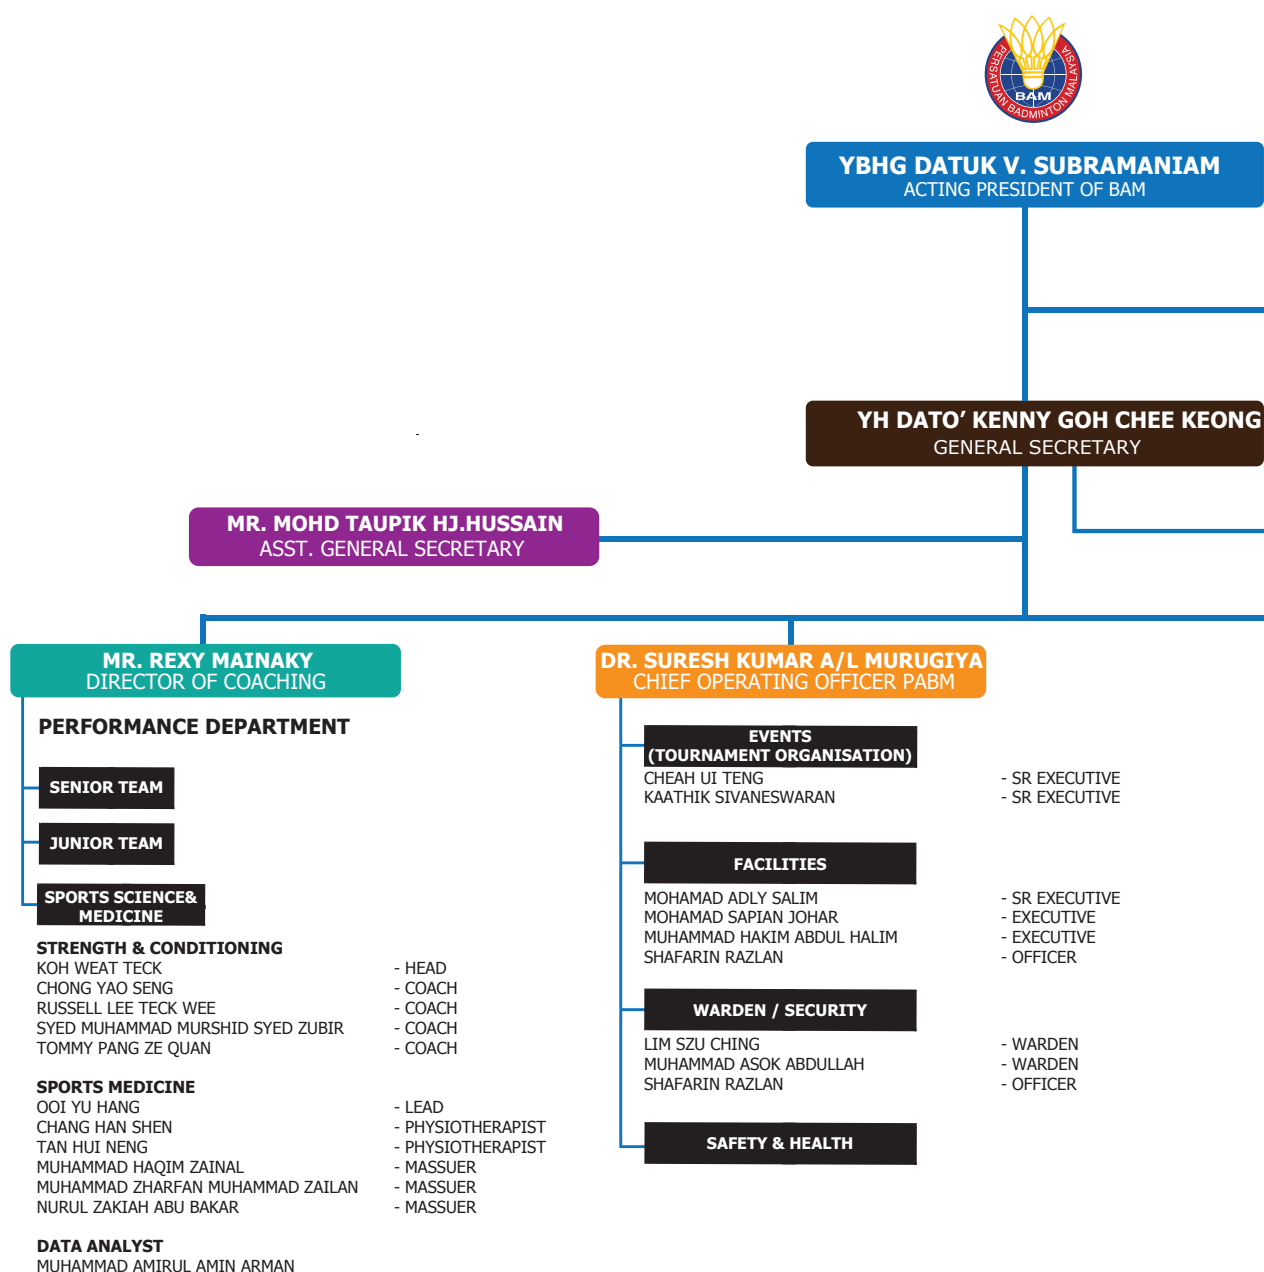 PERSATUAN BADMINTON MALAYSIA
BAM
YBHG DATUK V. SUBRAMANIAM
ACTING PRESIDENT OF BAM
YH DATO’ KENNY GOH CHEE KEONG
GENERAL SECRETARY
-
MR. MOHD TAUPIK HJ.HUSSAIN
ASST. GENERAL SECRETARY
MR. REXY MAINAKY
DIRECTOR OF COACHING
PERFORMANCE DEPARTMENT
SENIOR TEAM
JUNIOR TEAM
SPORTS SCIENCE&
MEDICINE
STRENGTH & CONDITIONING
KOH WEAT TECK - HEAD
CHONG YAO SENG - COACH
RUSSELL LEE TECK WEE - COACH
SYED MUHAMMAD MURSHID SYED ZUBIR - COACH
TOMMY PANG ZE QUAN - COACH
SPORTS MEDICINE
OOI YU HANG - LEAD
CHANG HAN SHEN - PHYSIOTHERAPIST
TAN HUI NENG - PHYSIOTHERAPIST
MUHAMMAD HAQIM ZAINAL - MASSUER
MUHAMMAD ZHARFAN MUHAMMAD ZAILAN - MASSUER
NURUL ZAKIAH ABU BAKAR - MASSUER
DATA ANALYST
MUHAMMAD AMIRUL AMIN ARMAN
DR. SURESH KUMAR A/L MURUGIYA
CHIEF OPERATING OFFICER PABM
EVENTS
(TOURNAMENT ORGANISATION)
CHEAH UI TENG - SR EXECUTIVE
KAATHIK SIVANESWARAN - SR EXECUTIVE
FACILITIES
MOHAMAD ADLY SALIM - SR EXECUTIVE
MOHAMAD SAPIAN JOHAR - EXECUTIVE
MUHAMMAD HAKIM ABDUL HALIM - EXECUTIVE
SHAFARIN RAZLAN - OFFICER
WARDEN / SECURITY
LIM SZU CHING - WARDEN
MUHAMMAD ASOK ABDULLAH - WARDEN
SHAFARIN RAZLAN - OFFICER
SAFETY & HEALTH